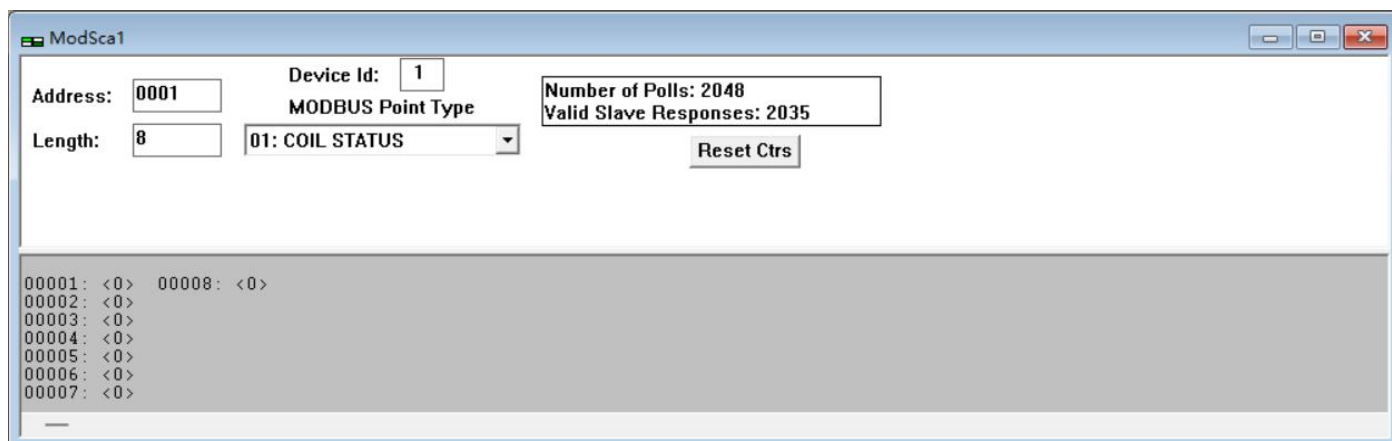 ModSca1
Device Id: 1
Address: 0001
MODBUS Point Type
Length: 8
01: COIL STATUS
Number of Polls: 2048
Valid Slave Responses: 2035
Reset Ctrs
00001: <0> 00008: <0>
00002: <0>
00003: <0>
00004: <0>
00005: <0>
00006: <0>
00007: <0>